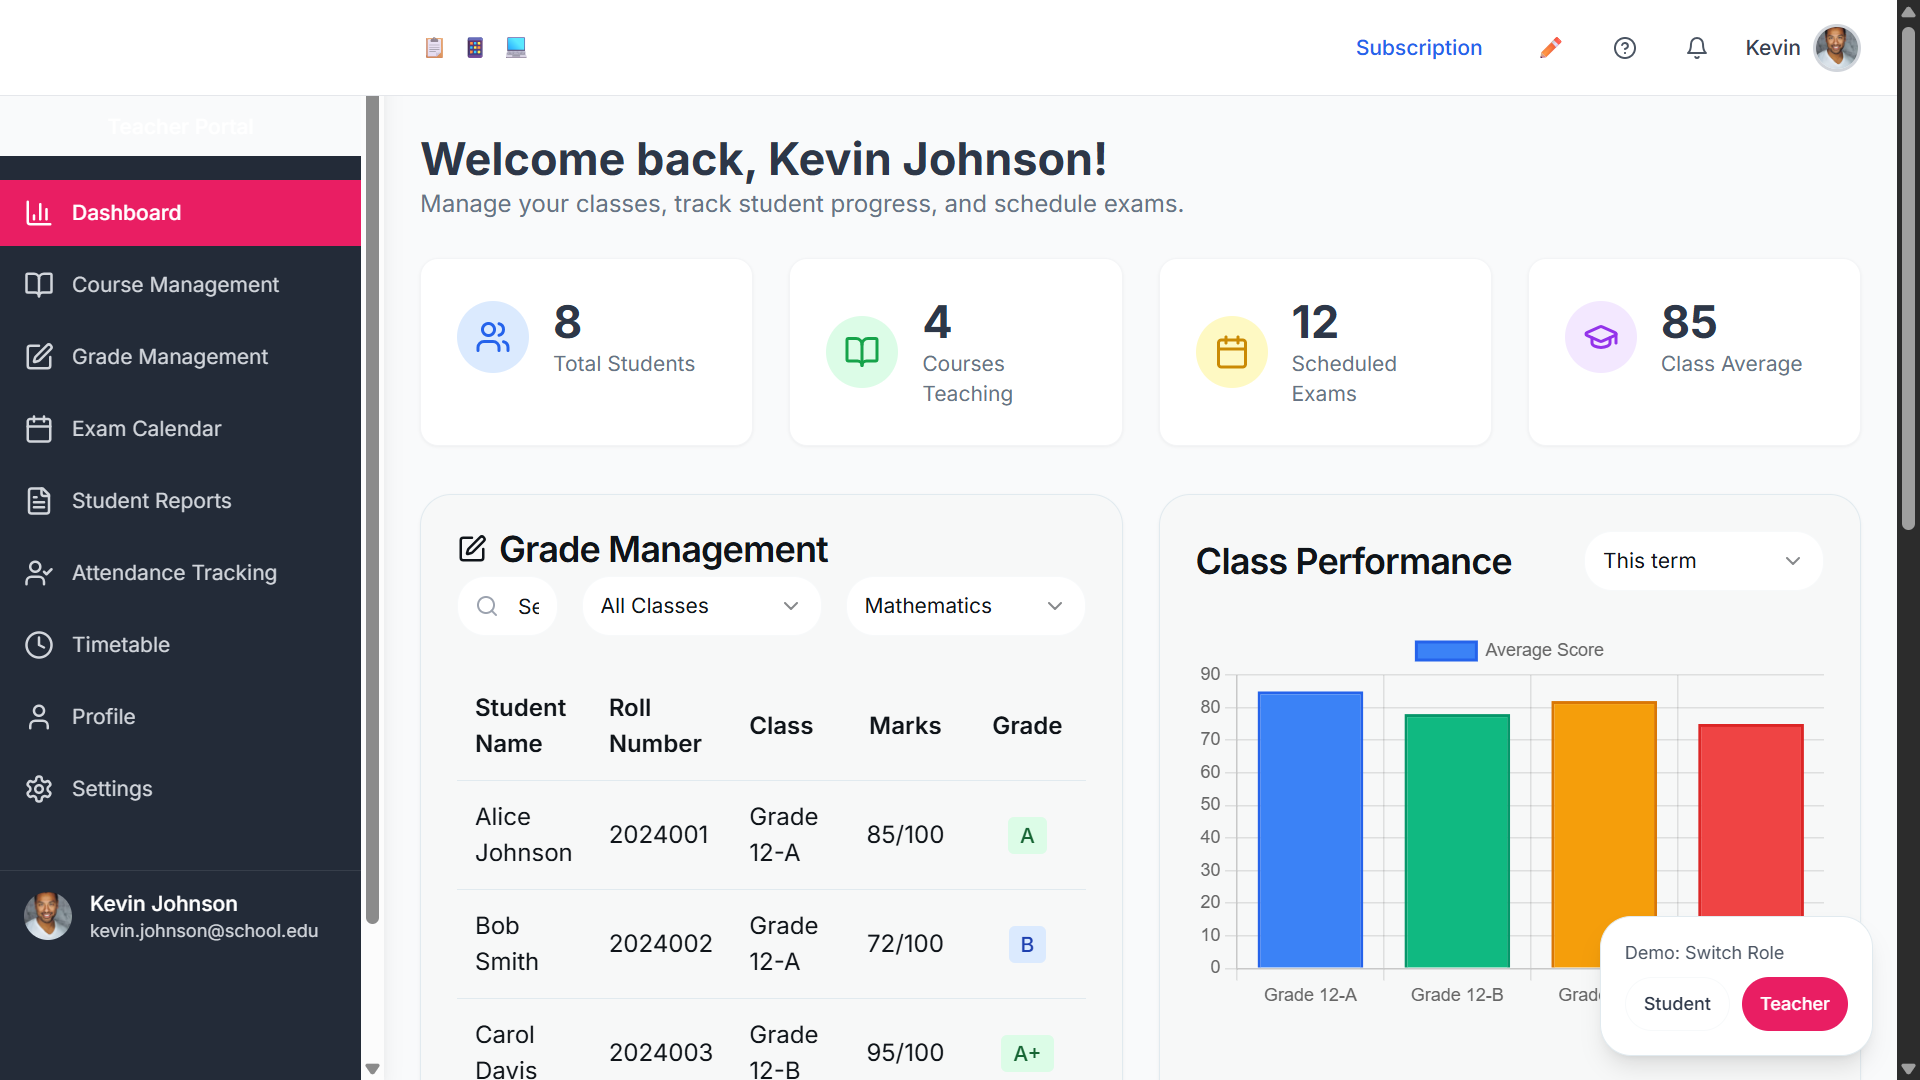 Subscription
Kevin
Teacher Portal
Dashboard
Course Management
Grade Management
Exam Calendar
Student Reports
Attendance Tracking
Timetable
Profile
Settings
Kevin Johnson
kevin.johnson@school.edu
Welcome back, Kevin Johnson!
Manage your classes, track student progress, and schedule exams.
8
Total Students
4
Courses
Teaching
12
Scheduled
Exams
85
Class Average
Grade Management
Se
All Classes
Mathematics
Student
Name
Roll
Number
Class
Marks
Grade
Alice
Johnson
2024001
Grade
12-A
85/100
A
Bob
Smith
2024002
Grade
12-A
72/100
B
Carol
Davis
2024003
Grade
12-B
95/100
A+
Class Performance
This term
Average Score
90
80
70
60
50
40
30
20
10
0
Grade 12-A
Grade 12-B
Grad
Demo: Switch Role
Student
Teacher